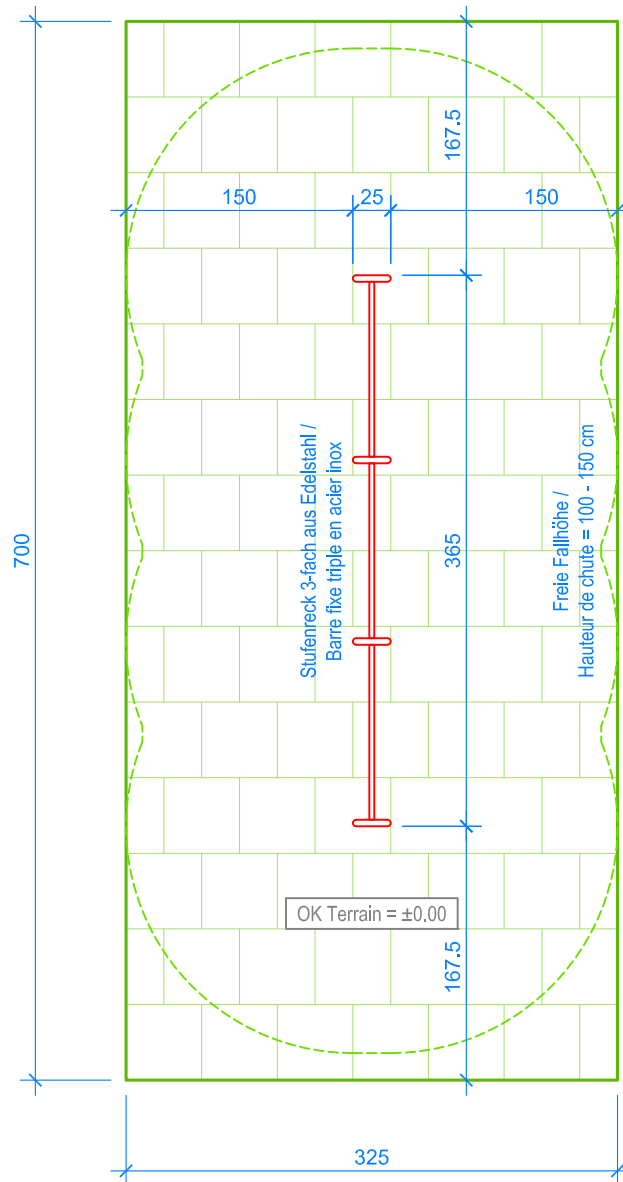 167.5
150
25
150
Stufenreck 3-fach aus Edelstahl /
Barre fixe triple en acier inox
365
Freie Fallhöhe /
Hauteur de chute = 100 - 150 cm
700
OK Terrain = ±0.00
167.5
325